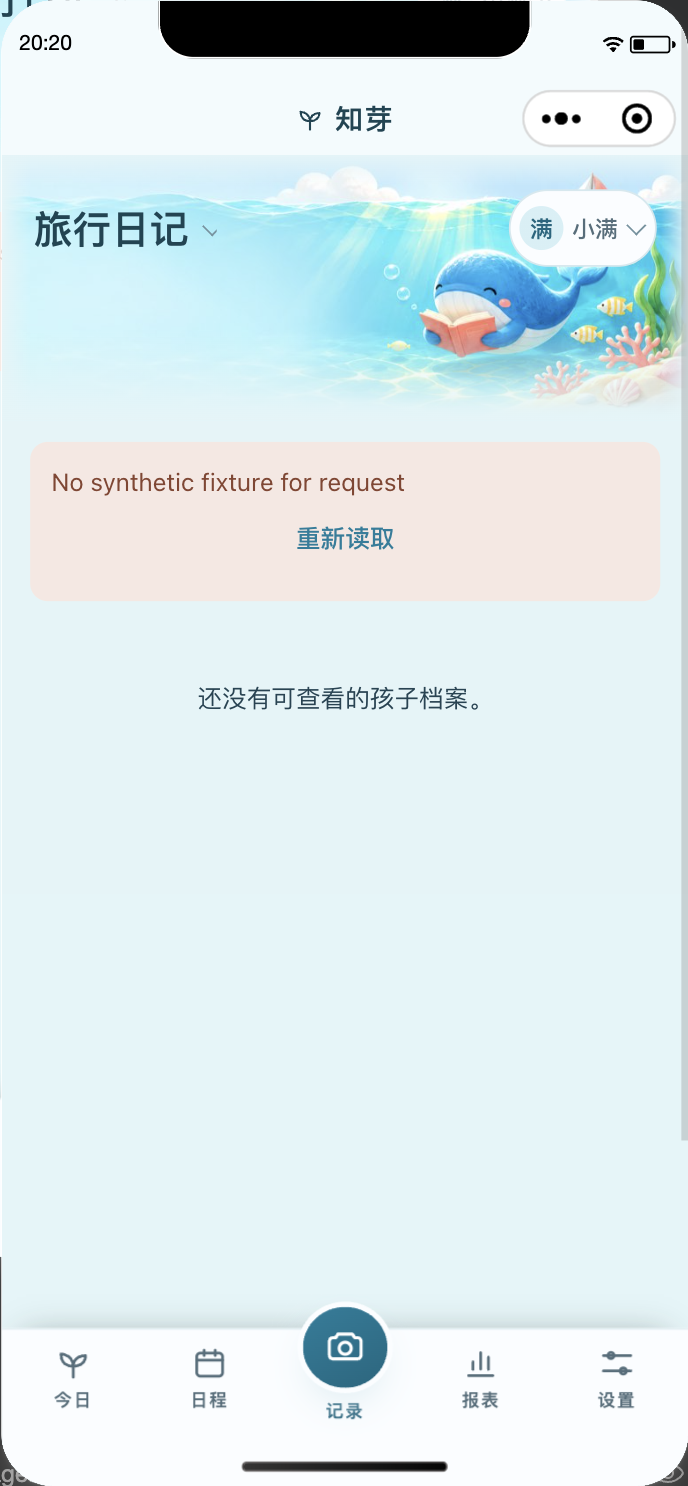 20:20
知芽
旅行日记
满 小满
No synthetic fixture for request
重新读取
还没有可查看的孩子档案。
今日
日程
记录
报表
设置